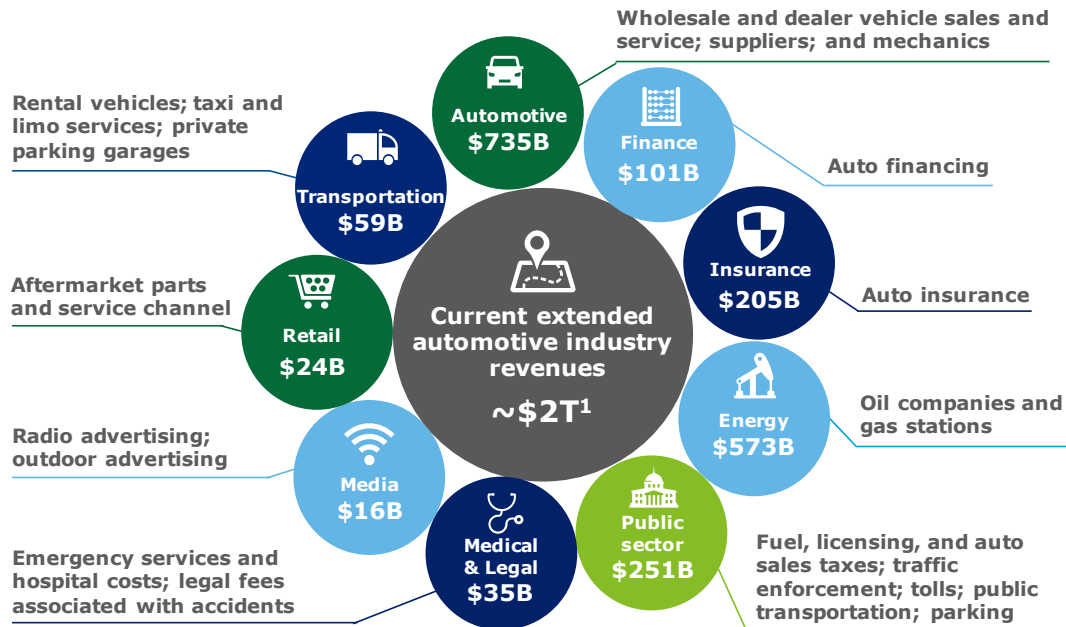 Wholesale and dealer vehicle sales and
service; suppliers; and mechanics
Automotive
$735B
Finance
$101B
Auto financing
Insurance
$205B
Auto insurance
Energy
$573B
Oil companies and
gas stations
Public
sector
$251B
Fuel, licensing, and auto
sales taxes; traffic
enforcement; tolls; public
transportation; parking
Medical
& Legal
$35B
Emergency services and
hospital costs; legal fees
associated with accidents
Media
$16B
Radio advertising;
outdoor advertising
Retail
$24B
Aftermarket parts
and service channel
Transportation
$59B
Rental vehicles; taxi and
limo services; private
parking garages
Current extended
automotive industry
revenues
~$2T¹